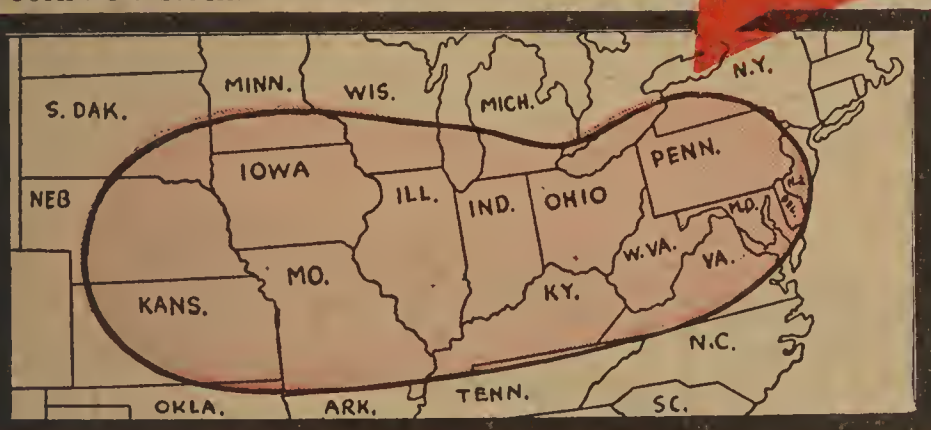 S. DAK.
MINN.
WIS.
MICH.
N.Y.
NEB
IOWA
ILL.
IND.
OHIO
PENN.
N.J.
M.D.
W.VA.
VA.
KANS.
MO.
KY.
N.C.
OKLA.
ARK.
TENN.
SC.